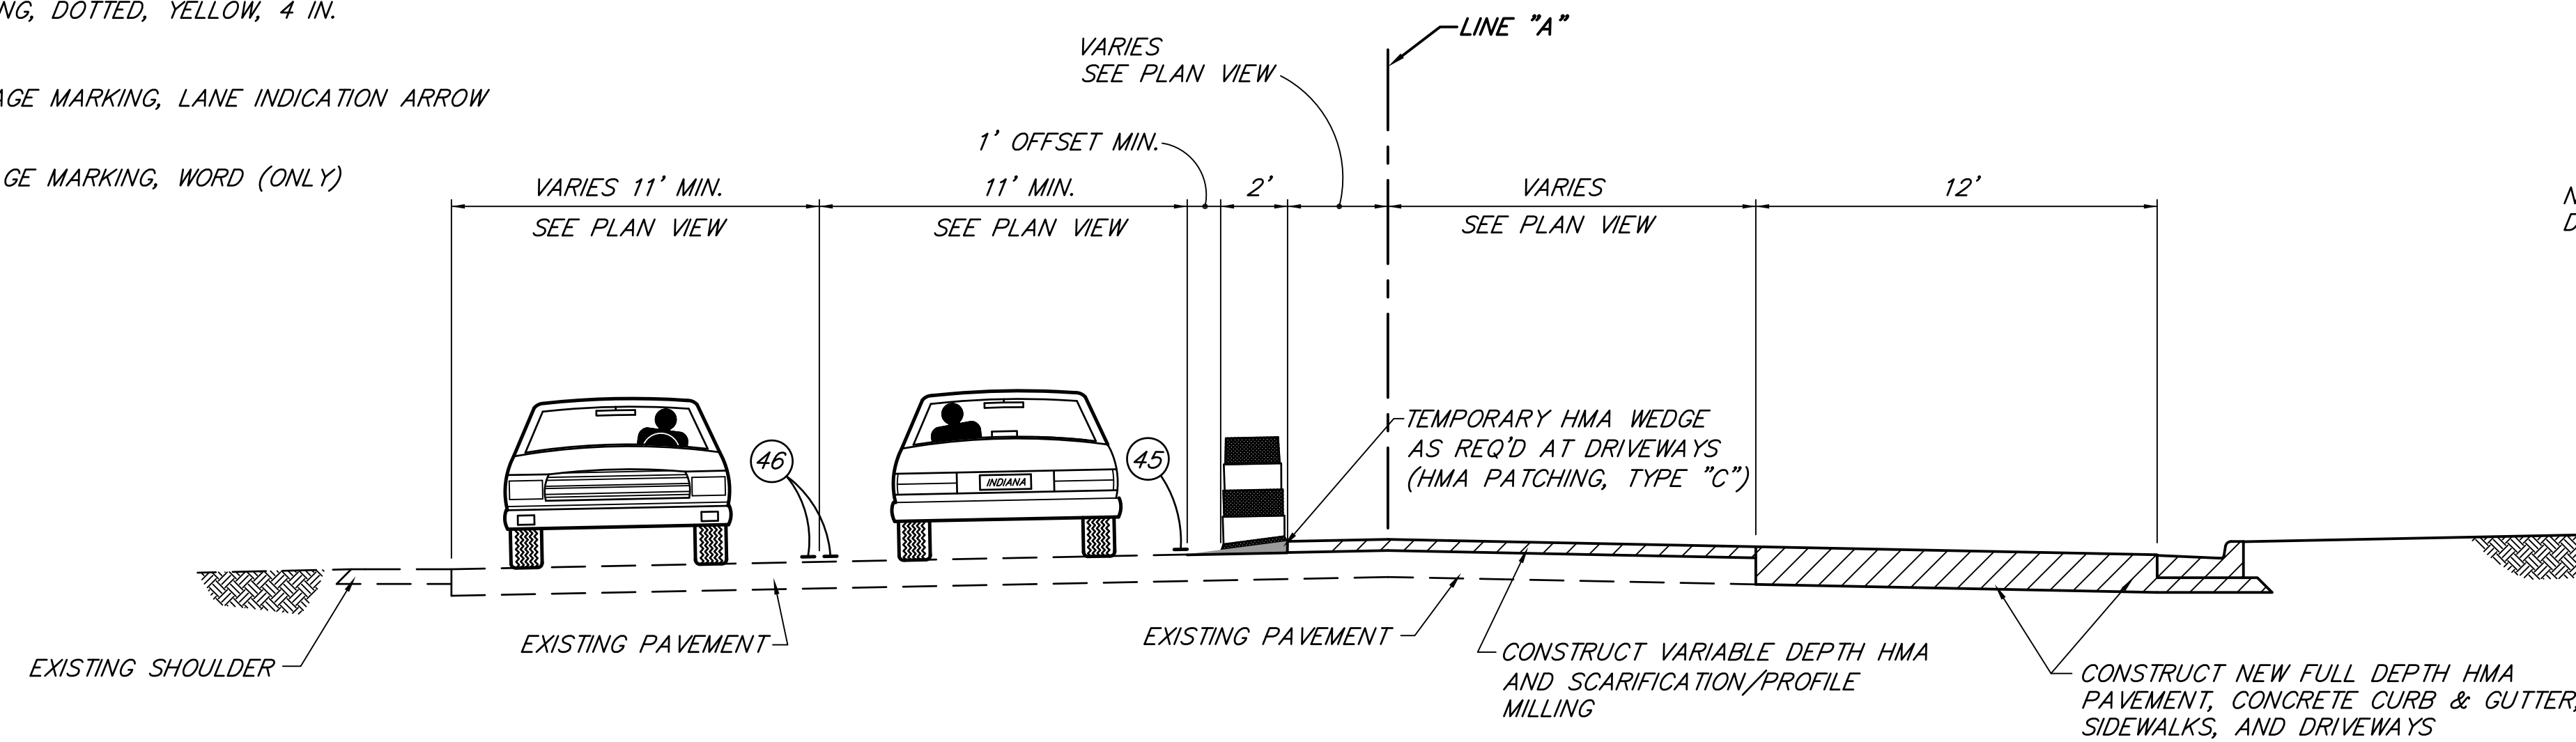 NG, DOTTED, YELLOW, 4 IN.
AGE MARKING, LANE INDICATION ARROW
GE MARKING, WORD (ONLY)
LINE "A"
VARIES
SEE PLAN VIEW
1' OFFSET MIN.
VARIES 11' MIN.
SEE PLAN VIEW
11' MIN.
SEE PLAN VIEW
2'
VARIES
SEE PLAN VIEW
12'
N
D
46
45
INDIANA
TEMPORARY HMA WEDGE
AS REQ'D AT DRIVEWAYS
(HMA PATCHING, TYPE "C")
EXISTING SHOULDER
EXISTING PAVEMENT
EXISTING PAVEMENT
CONSTRUCT VARIABLE DEPTH HMA
AND SCARIFICATION/PROFILE
MILLING
CONSTRUCT NEW FULL DEPTH HMA
PAVEMENT, CONCRETE CURB & GUTTER,
SIDEWALKS, AND DRIVEWAYS